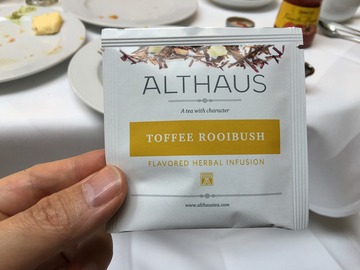 ALTHAUS
A tea with character
TOFFEE ROOIBUSH
FLAVORED HERBAL INFUSION
www.althaustea.com